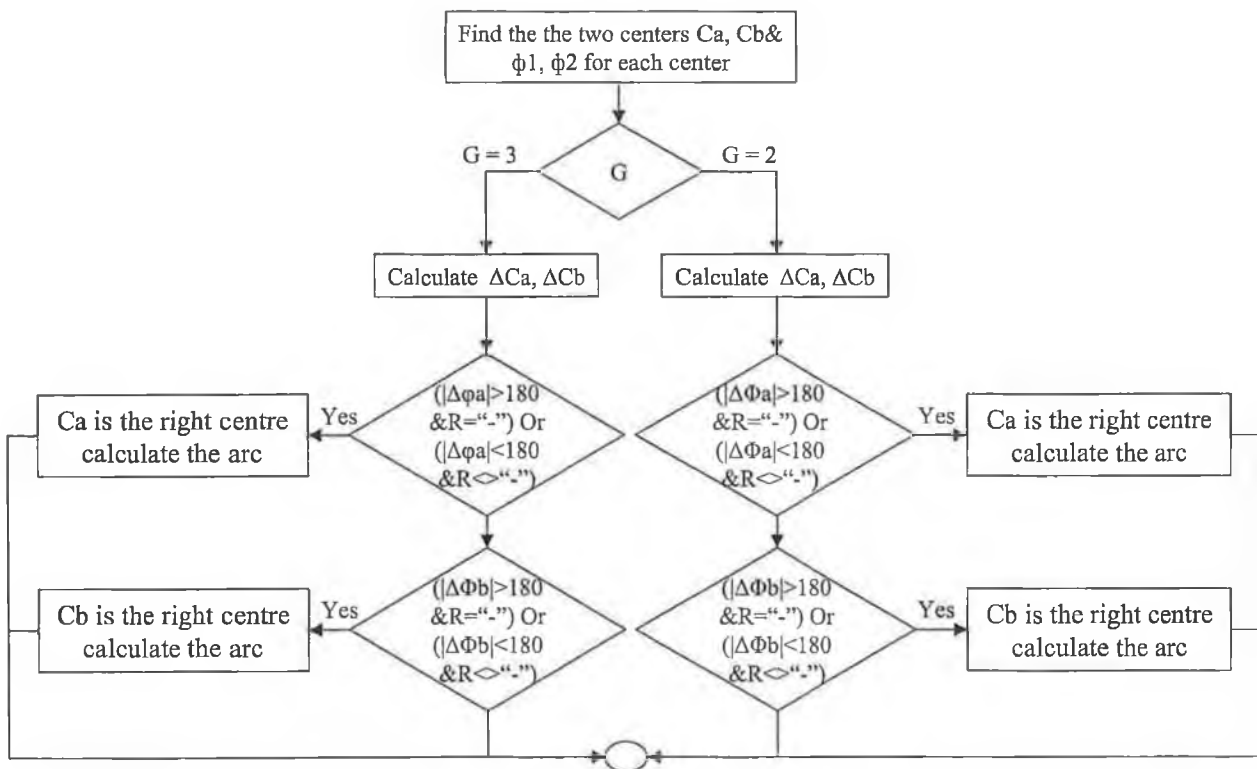 Find the the two centers Ca, Cb&
ф1, ф2 for each center
G = 3
G = 2
G
Calculate ΔCa, ΔCb
Calculate ΔCa, ΔCb
(|Δφa|>180
&R=“-”) Or
(|Δφa|<180
&R<>“-”)
(|ΔΦa|>180
&R=“-”) Or
(|ΔΦa|<180
&R<>“-”)
Yes
Ca is the right centre
calculate the arc
Yes
Ca is the right centre
calculate the arc
(|ΔΦb|>180
&R=“-”) Or
(|ΔΦb|<180
&R<>“-”)
(|ΔΦb|>180
&R=“-”) Or
(|ΔΦb|<180
&R<>“-”)
Yes
Cb is the right centre
calculate the arc
Yes
Cb is the right centre
calculate the arc